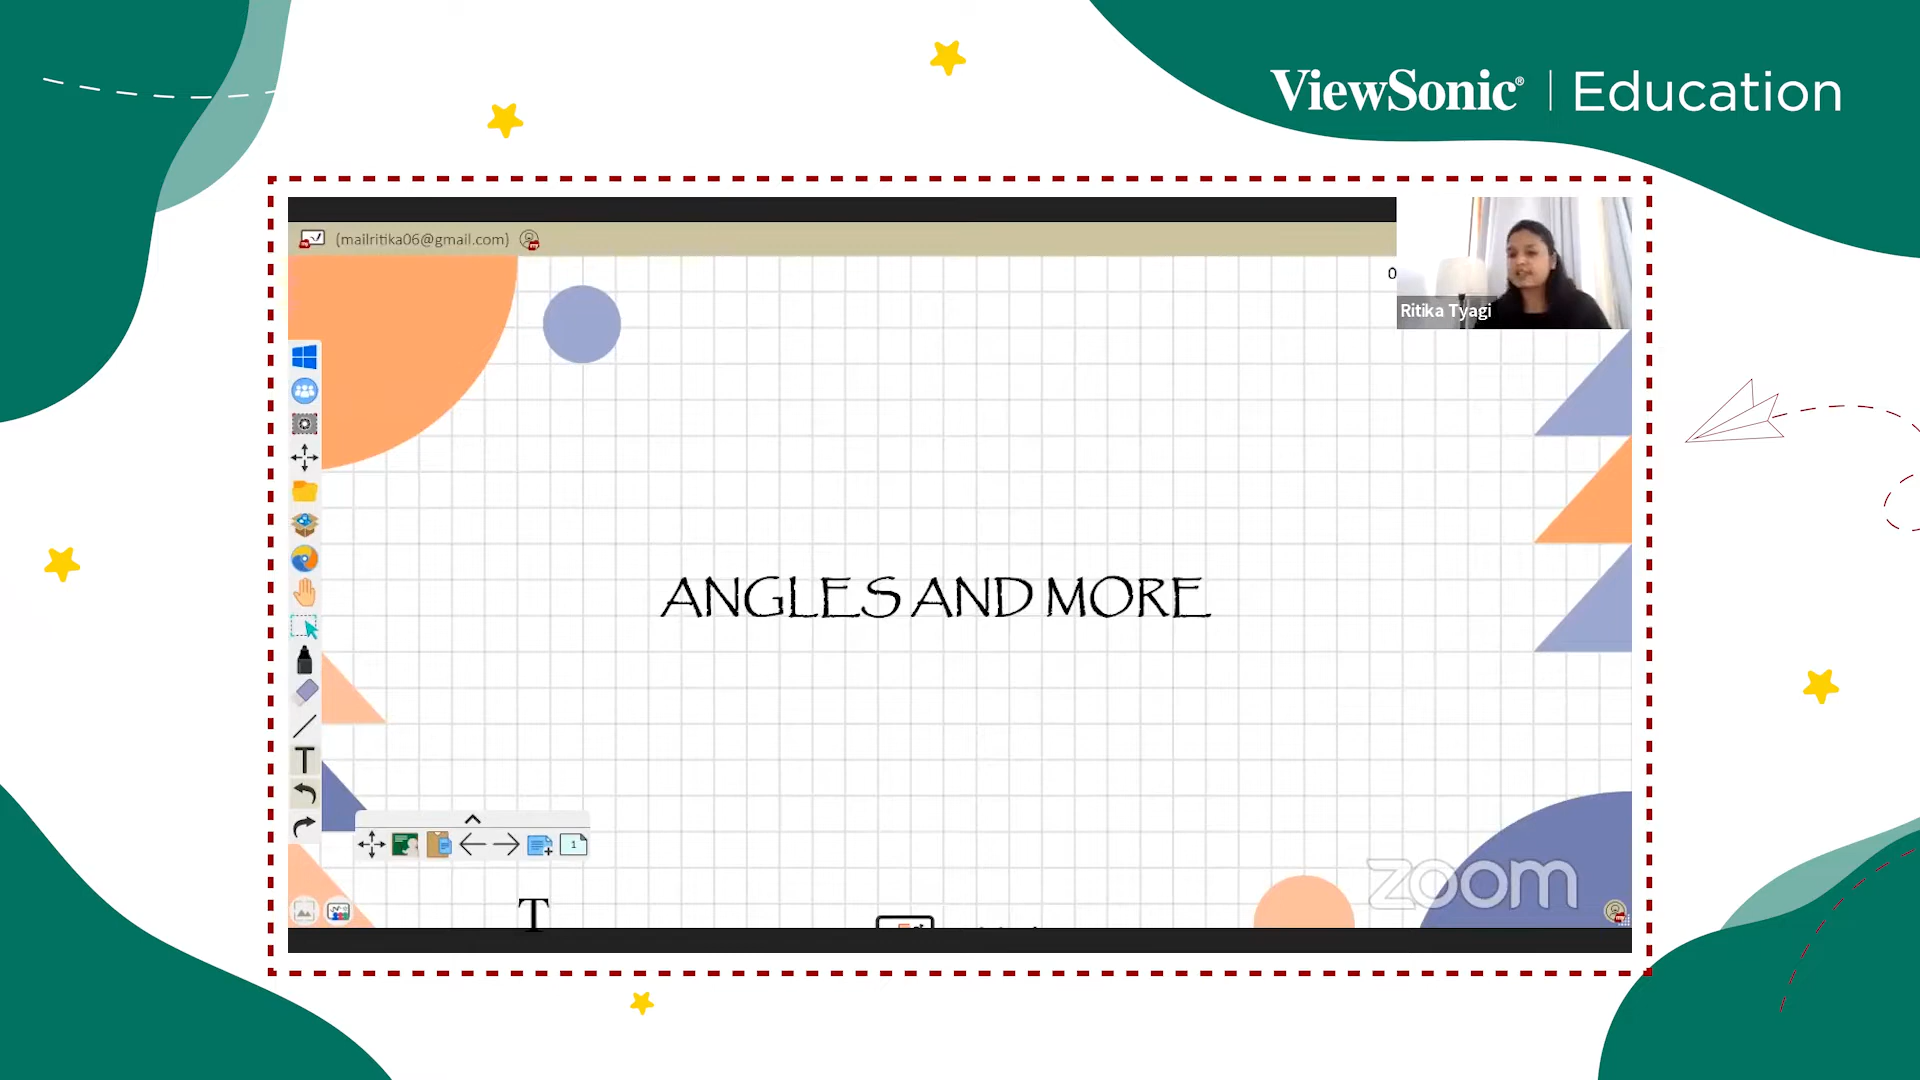 ViewSonic® | Education
(mailritika06@gmail.com)
0
Ritika Tyagi
ANGLES AND MORE
T
1
zoom
T